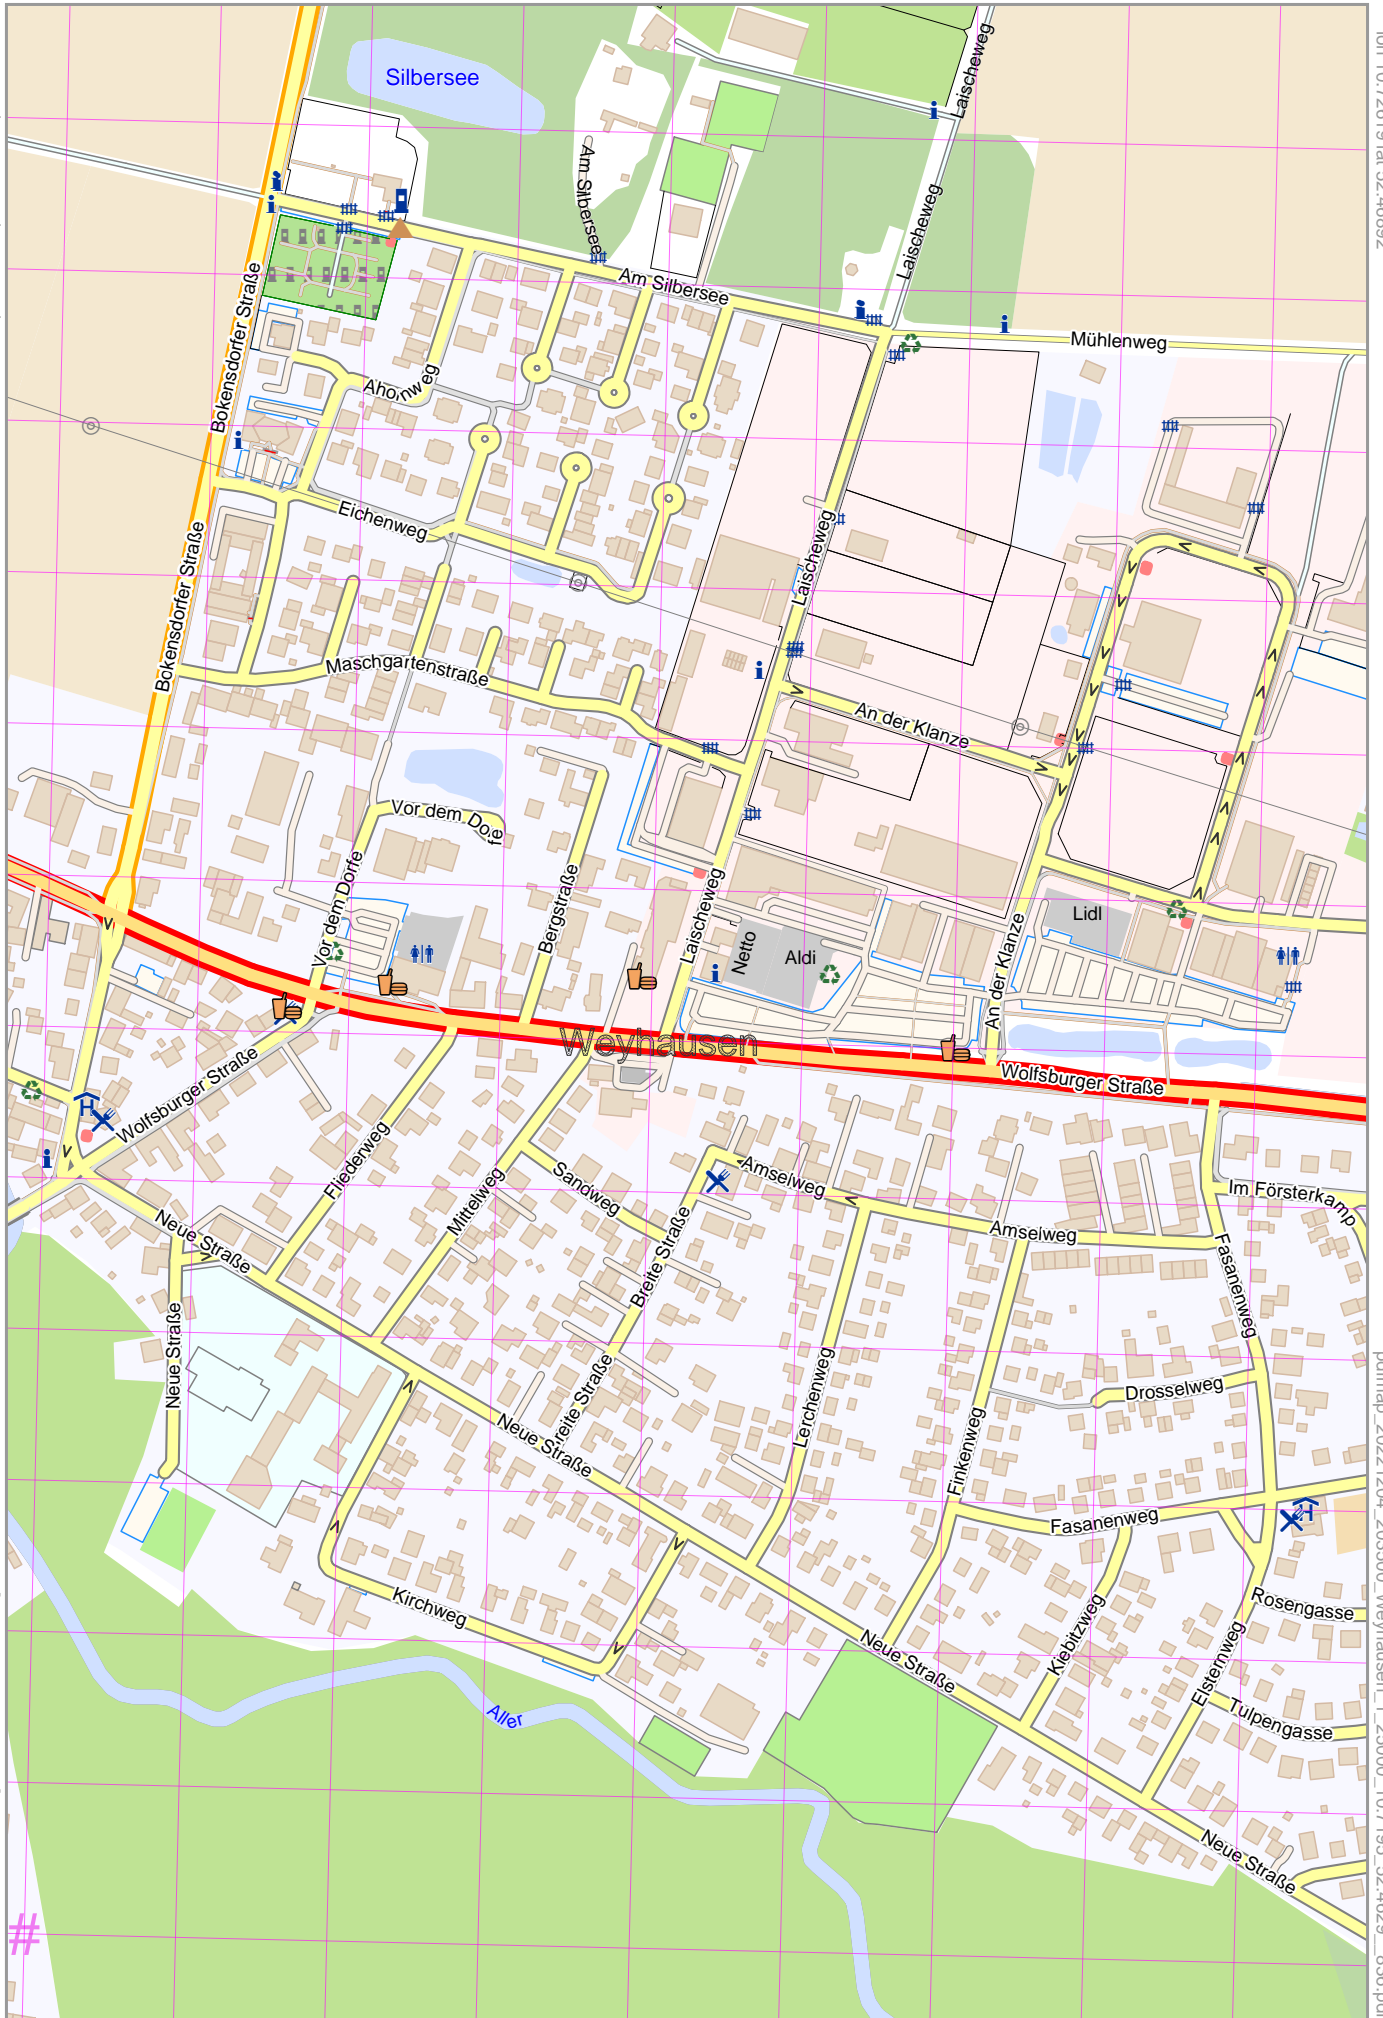 Silbersee
Laischeweg
Am Silbersee
Laischeweg
Am Silbersee
Mühlenweg
Bokensdorfer Straße
Ahornweg
Eichenweg
Laischeweg
Bokensdorfer Straße
Maschgartenstraße
An der Klanze
Vor dem Dorfe
Vor dem Dorfe
Bergstraße
Laischeweg
Netto
Aldi
Lidl
An der Klanze
Weyhausen
Wolfsburger Straße
Wolfsburger Straße
Fliederweg
Mittelweg
Sandweg
Amselweg
Im Försterkamp
Neue Straße
Breite Straße
Amselweg
Fasanenweg
Neue Straße
Breite Straße
Lerchenweg
Drosselweg
Neue Straße
Finkenweg
Fasanenweg
Kirchweg
Neue Straße
Kiebitzweg
Rosengasse
Elsternweg
Tulpengasse
Aller
Neue Straße
#